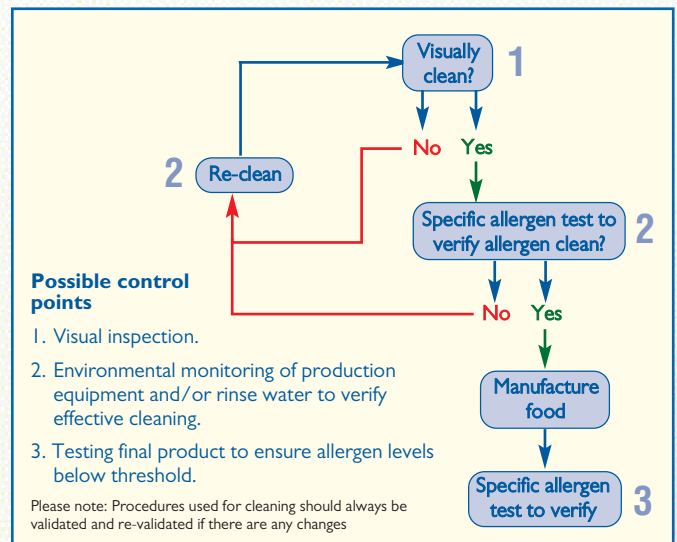 Visually
clean?
1
No Yes
2
Re-clean
Specific allergen test to
verify allergen clean?
2
No Yes
Possible control
points
1. Visual inspection.
2. Environmental monitoring of production
equipment and/or rinse water to verify
effective cleaning.
3. Testing final product to ensure allergen levels
below threshold.
Please note: Procedures used for cleaning should always be
validated and re-validated if there are any changes
Manufacture
food
Specific allergen
test to verify
3